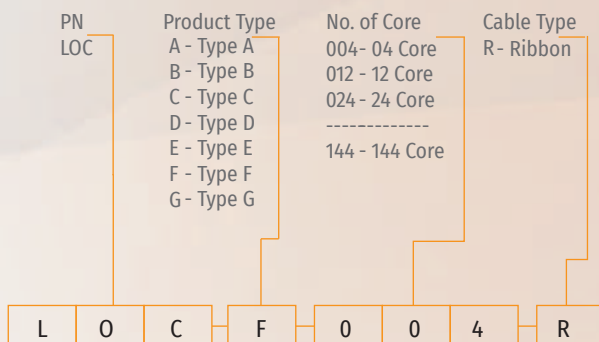 PN
LOC
Product Type
A - Type A
B - Type B
C - Type C
D - Type D
E - Type E
F - Type F
G - Type G
No. of Core
004- 04 Core
012 - 12 Core
024 - 24 Core
-------------
144 - 144 Core
Cable Type
R - Ribbon
L O C - F - 0 0 4 - R